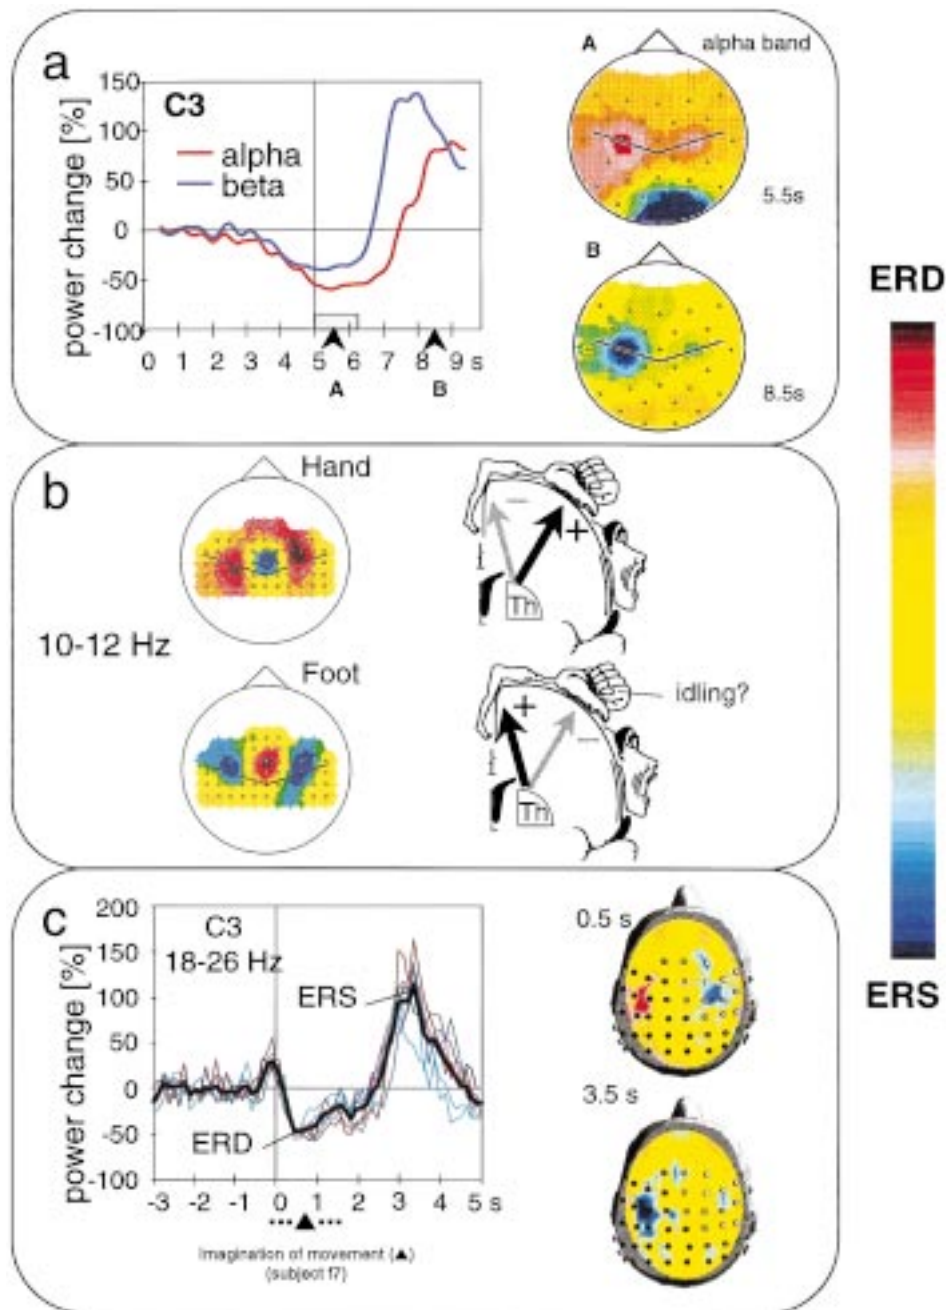 a
150
100
50
0
-50
-100
power change [%]
C3
alpha
beta
0 1 2 3 4 5 6 7 8 9 s
A B
A alpha band
5.5s
B
8.5s
ERD
ERS
b
Hand
10-12 Hz
Foot
– +
Th
+ –
Th
idling?
c
200
150
100
50
0
-50
-100
power change [%]
C3
18-26 Hz
ERS
ERD
-3 -2 -1 0 1 2 3 4 5 s
Imagination of movement (▲)
(subject f7)
0.5 s
3.5 s